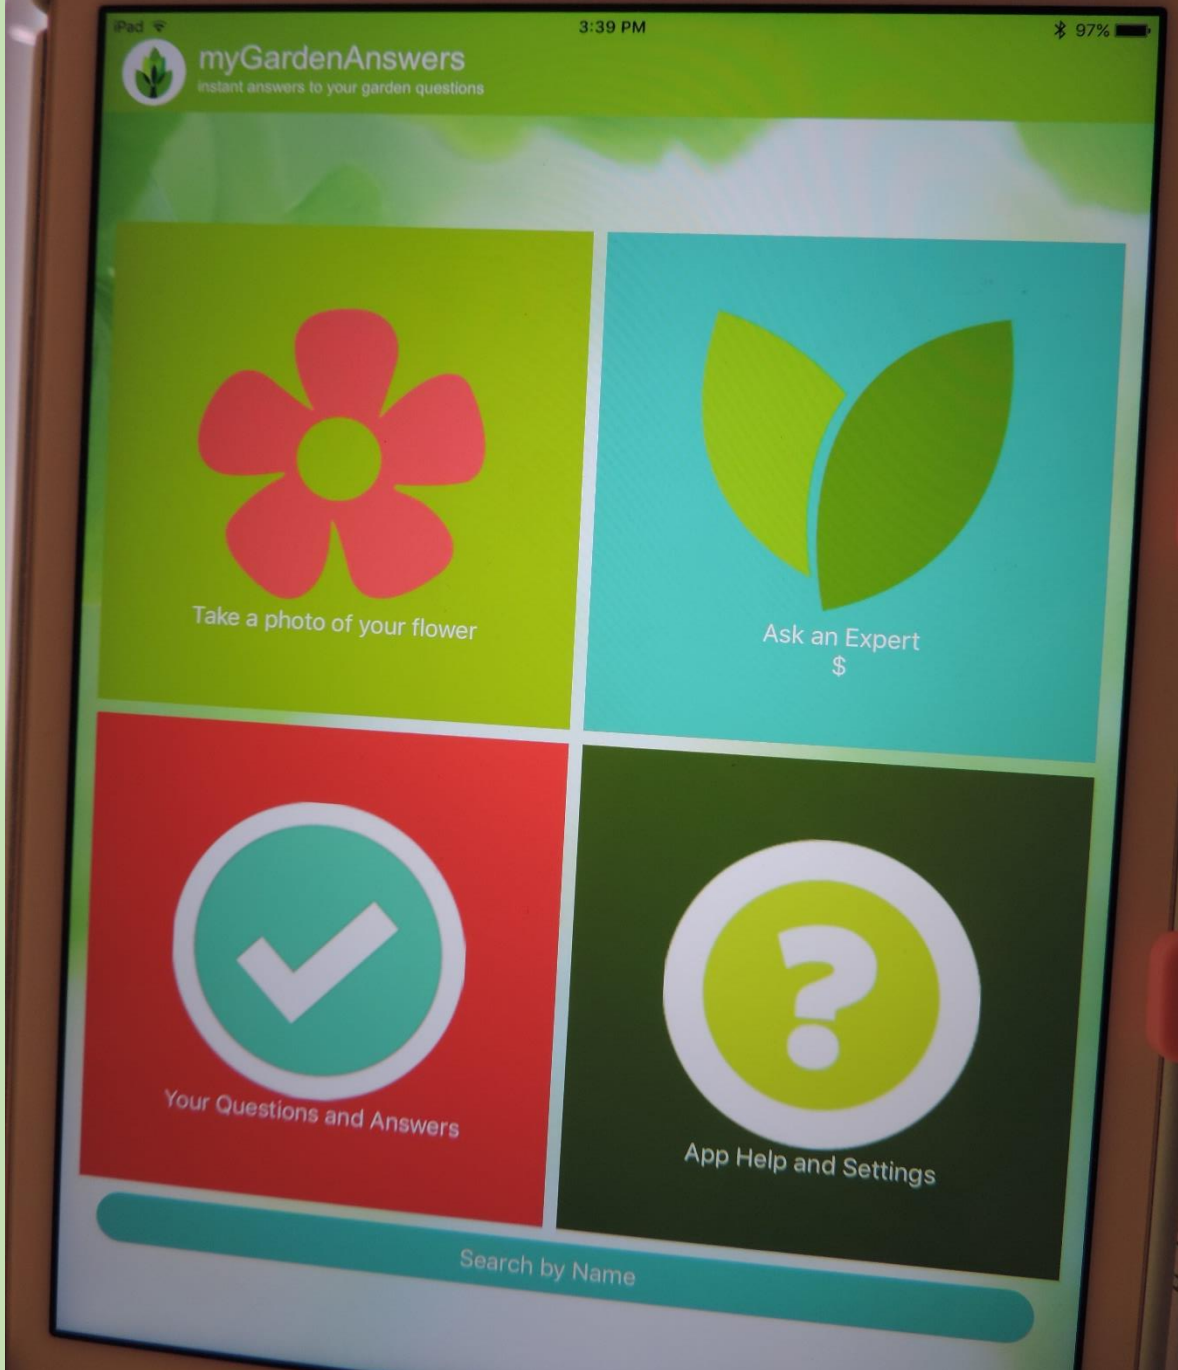 iPad
3:39 PM
97%
myGardenAnswers
instant answers to your garden questions
Take a photo of your flower
Ask an Expert
$
Your Questions and Answers
App Help and Settings
Search by Name